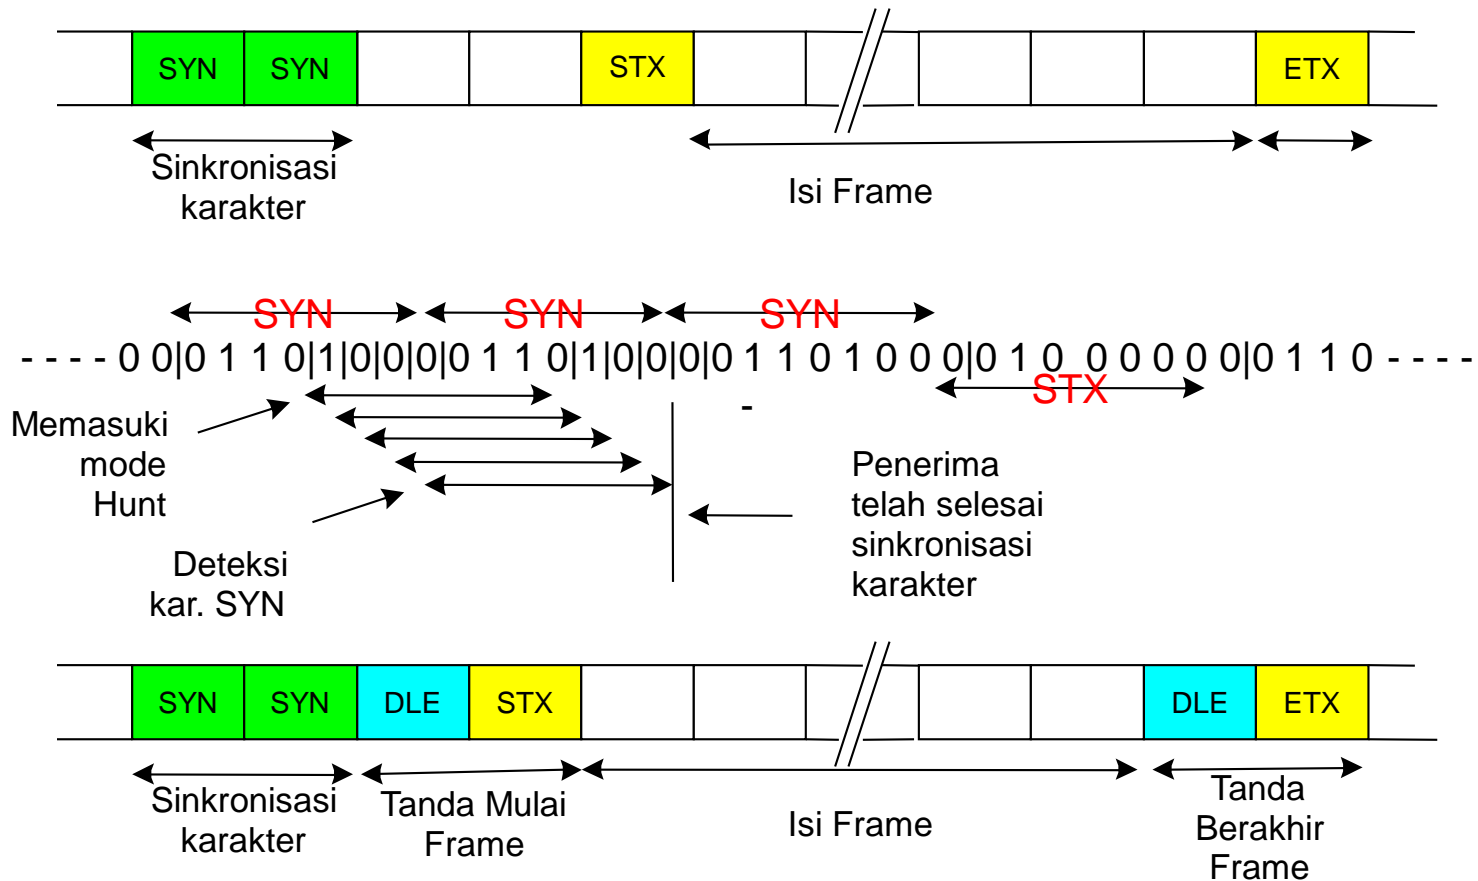 SYN SYN STX ETX
Sinkronisasi
karakter
Isi Frame
SYN SYN SYN
- - - - 0 0|0 1 1 0|1|0|0|0|0 1 1 0|1|0|0|0|0 1 1 0 1 0 0 0|0 1 0 0 0 0 0 0|0 1 1 0 - - - -
STX
-
Memasuki
mode
Hunt
Deteksi
kar. SYN
Penerima
telah selesai
sinkronisasi
karakter
SYN SYN DLE STX DLE ETX
Sinkronisasi
karakter
Tanda Mulai
Frame
Isi Frame
Tanda
Berakhir
Frame